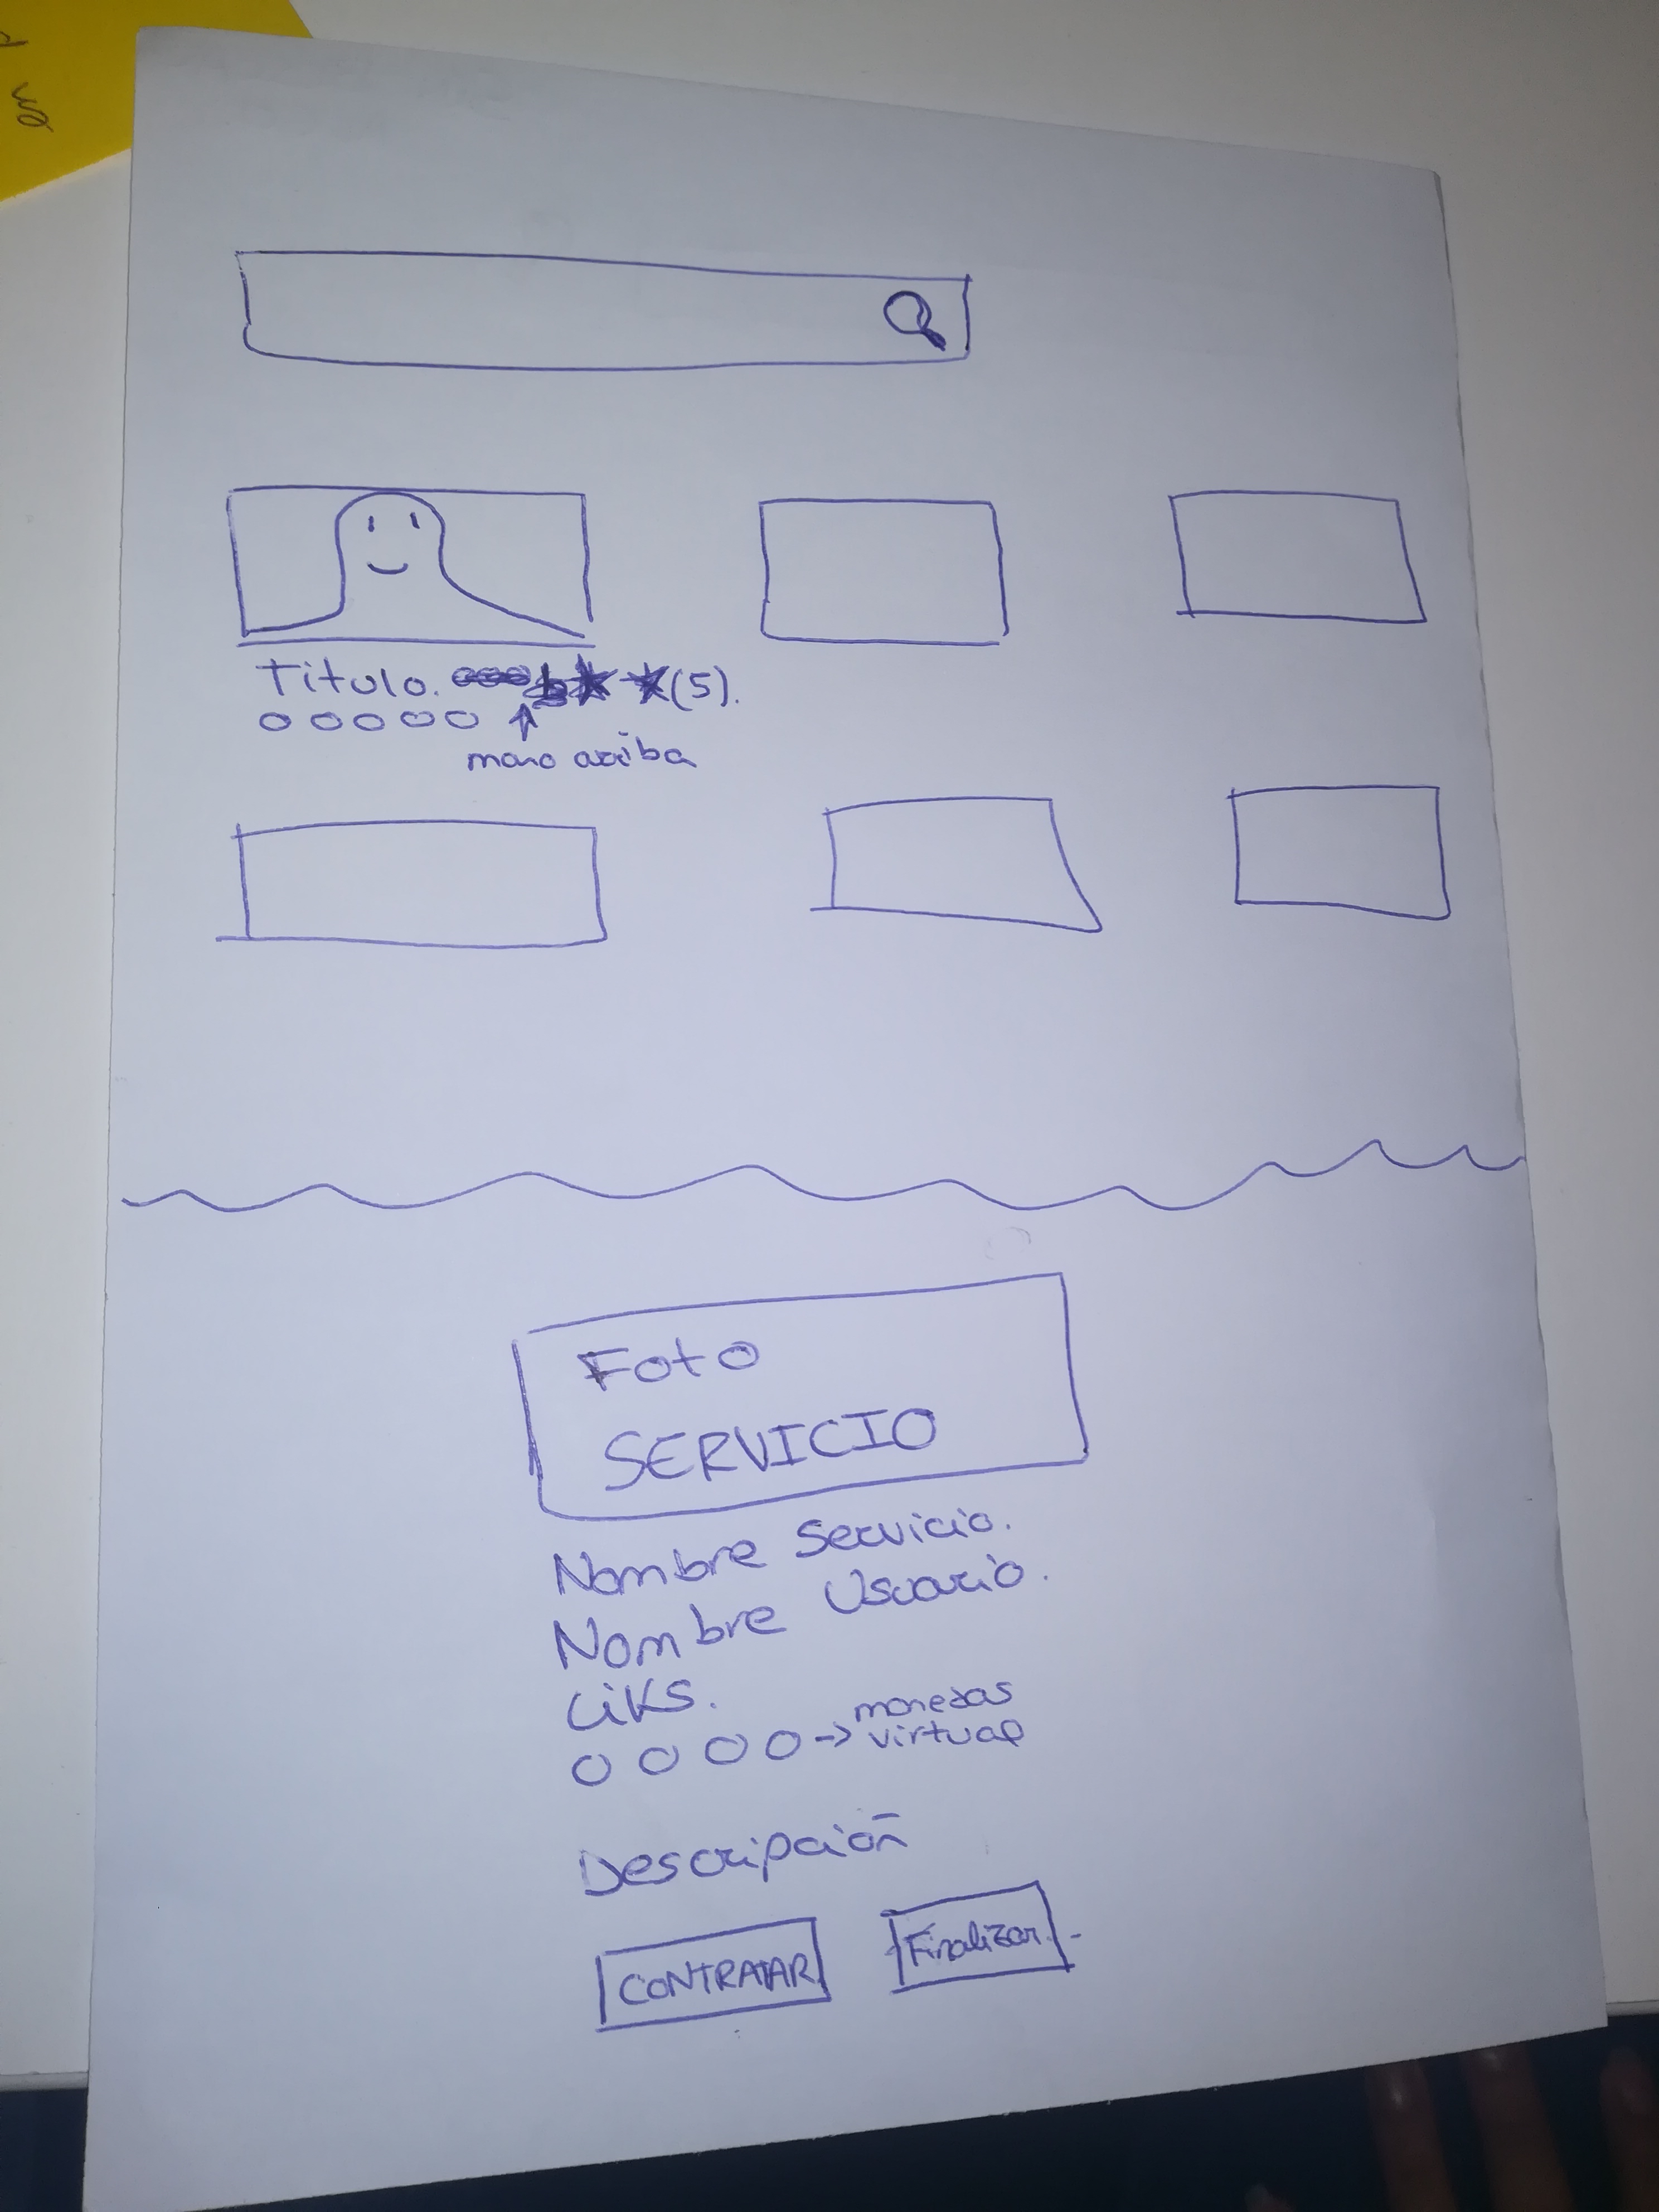 Titulo. (5).
mano arriba
Foto
SERVICIO
Nombre Servicio.
Nombre Usuario.
LiKs.
-> monedas
virtual
Descripción
CONTRATAR
Finalizar.